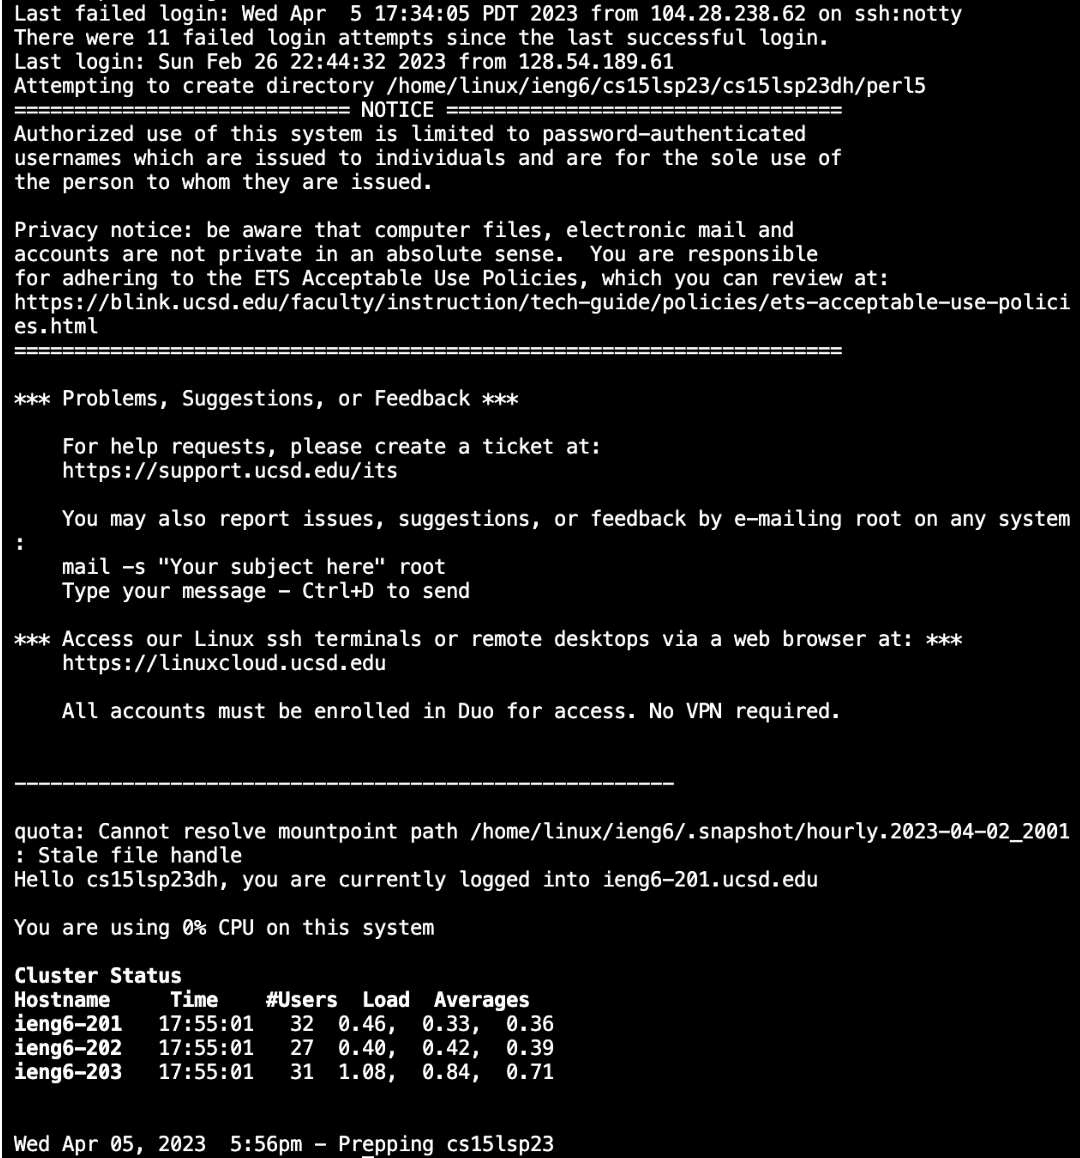 Last failed login: Wed Apr  5 17:34:05 PDT 2023 from 104.28.238.62 on ssh:notty
There were 11 failed login attempts since the last successful login.
Last login: Sun Feb 26 22:44:32 2023 from 128.54.189.61
Attempting to create directory /home/linux/ieng6/cs15lsp23/cs15lsp23dh/perl5
============================ NOTICE =================================
Authorized use of this system is limited to password-authenticated
usernames which are issued to individuals and are for the sole use of
the person to whom they are issued.

Privacy notice: be aware that computer files, electronic mail and
accounts are not private in an absolute sense.  You are responsible
for adhering to the ETS Acceptable Use Policies, which you can review at:
https://blink.ucsd.edu/faculty/instruction/tech-guide/policies/ets-acceptable-use-polici
es.html
=====================================================================

*** Problems, Suggestions, or Feedback ***

    For help requests, please create a ticket at:
    https://support.ucsd.edu/its

    You may also report issues, suggestions, or feedback by e-mailing root on any system
:
    mail -s "Your subject here" root
    Type your message - Ctrl+D to send

*** Access our Linux ssh terminals or remote desktops via a web browser at: ***
    https://linuxcloud.ucsd.edu

    All accounts must be enrolled in Duo for access. No VPN required.


-------------------------------------------------------

quota: Cannot resolve mountpoint path /home/linux/ieng6/.snapshot/hourly.2023-04-02_2001
: Stale file handle
Hello cs15lsp23dh, you are currently logged into ieng6-201.ucsd.edu

You are using 0% CPU on this system

Cluster Status
Hostname     Time    #Users  Load  Averages
ieng6-201   17:55:01   32  0.46,  0.33,  0.36
ieng6-202   17:55:01   27  0.40,  0.42,  0.39
ieng6-203   17:55:01   31  1.08,  0.84,  0.71


Wed Apr 05, 2023  5:56pm - Prepping cs15lsp23